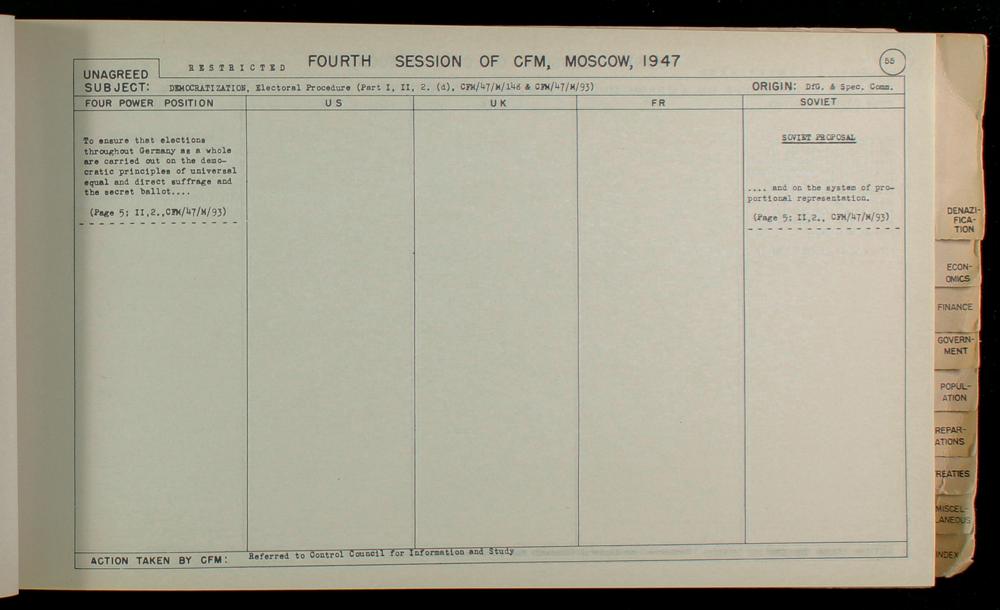 RESTRICTED FOURTH SESSION OF CFM, MOSCOW, 1947
55
UNAGREED
SUBJECT: DEMOCRATIZATION, Electoral Procedure (Part I, II, 2. (d), CFM/47/M/148 & CFM/47/M/93) ORIGIN: DfG. & Spec. Comm.
FOUR POWER POSITION US UK FR SOVIET
To ensure that elections
throughout Germany as a whole
are carried out on the demo-
cratic principles of universal
equal and direct suffrage and
the secret ballot....
(Page 5; II,2.,CFM/47/M/93)
SOVIET PROPOSAL
.... and on the system of pro-
portional representation.
(Page 5; II,2., CFM/47/M/93)
ACTION TAKEN BY CFM: Referred to Control Council for Information and Study
DENAZI-
FICA-
TION
ECON-
OMICS
FINANCE
GOVERN-
MENT
POPUL-
ATION
REPAR-
ATIONS
TREATIES
MISCEL-
LANEOUS
INDEX